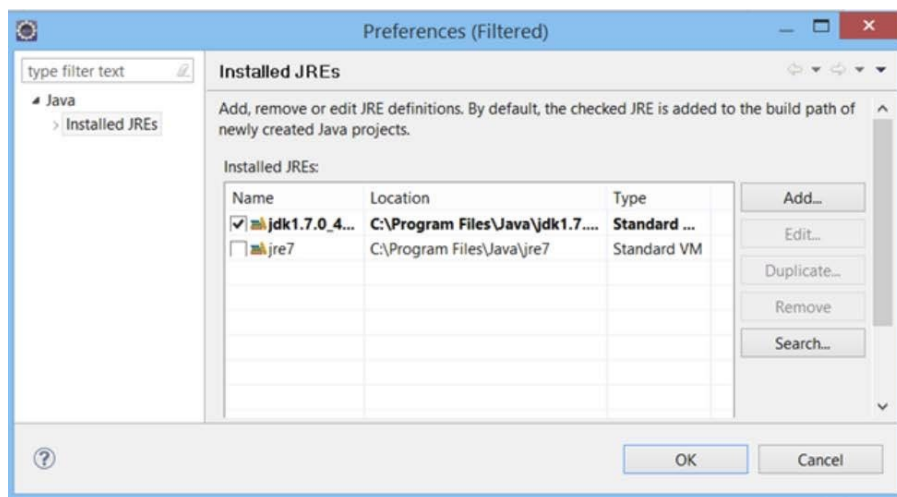 Preferences (Filtered)
type filter text
Java
Installed JREs
Installed JREs
Add, remove or edit JRE definitions. By default, the checked JRE is added to the build path of
newly created Java projects.
Installed JREs:
Name Location Type
jdk1.7.0_4... C:\Program Files\Java\jdk1.7.... Standard ...
jre7 C:\Program Files\Java\jre7 Standard VM
Add...
Edit...
Duplicate...
Remove
Search...
OK Cancel